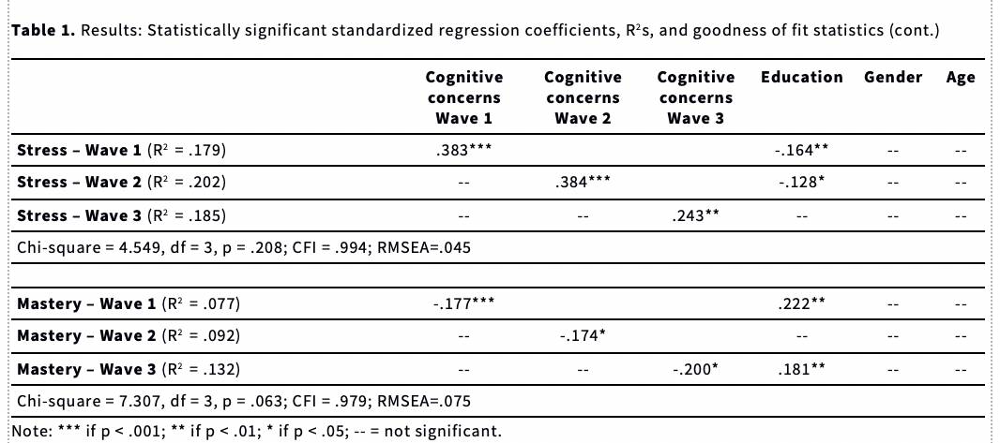 Table 1. Results: Statistically significant standardized regression coefficients, R²s, and goodness of fit statistics (cont.)
Cognitive concerns Wave 1 Cognitive concerns Wave 2 Cognitive concerns Wave 3 Education Gender Age
Stress – Wave 1 (R² = .179) .383*** -.164** -- --
Stress – Wave 2 (R² = .202) -- .384*** -.128* -- --
Stress – Wave 3 (R² = .185) -- -- .243** -- -- --
Chi-square = 4.549, df = 3, p = .208; CFI = .994; RMSEA=.045
Mastery – Wave 1 (R² = .077) -.177*** .222** -- --
Mastery – Wave 2 (R² = .092) -- -.174* -- -- --
Mastery – Wave 3 (R² = .132) -- -- -.200* .181** -- --
Chi-square = 7.307, df = 3, p = .063; CFI = .979; RMSEA=.075
Note: *** if p < .001; ** if p < .01; * if p < .05; -- = not significant.